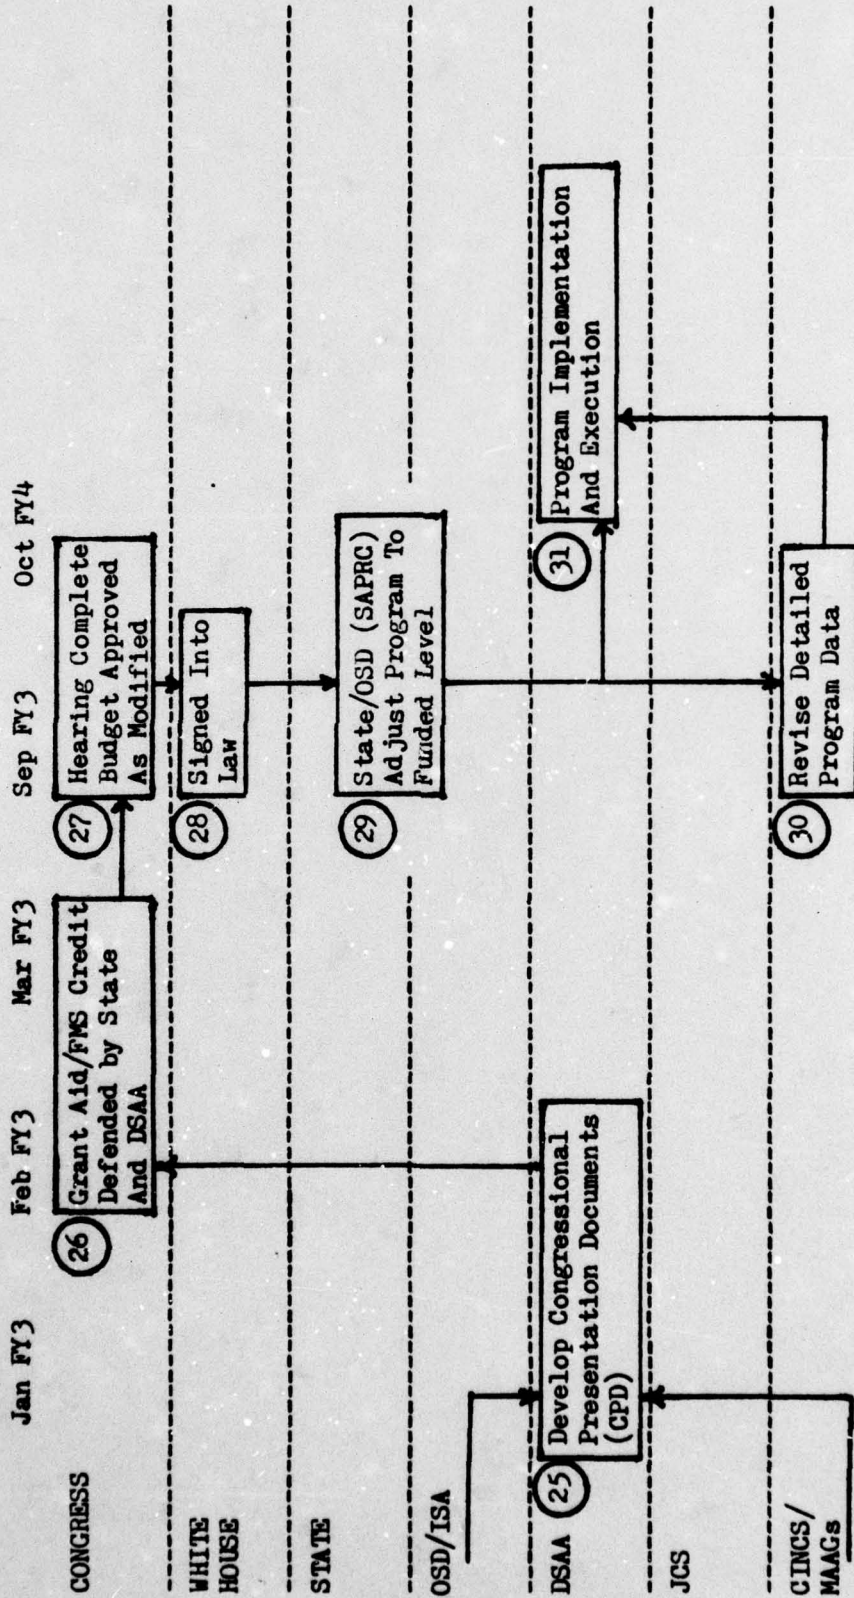 Jan FY3 Feb FY3 Mar FY3 Sep FY3 Oct FY4
CONGRESS
26
Grant Aid/FMS Credit
Defended by State
And DSAA
27
Hearing Complete
Budget Approved
As Modified
WHITE
HOUSE
28
Signed Into
Law
STATE
29
State/OSD (SAPRC)
Adjust Program To
Funded Level
OSD/ISA
DSAA
25
Develop Congressional
Presentation Documents
(CPD)
31
Program Implementation
And Execution
JCS
CINCS/
MAAGs
30
Revise Detailed
Program Data